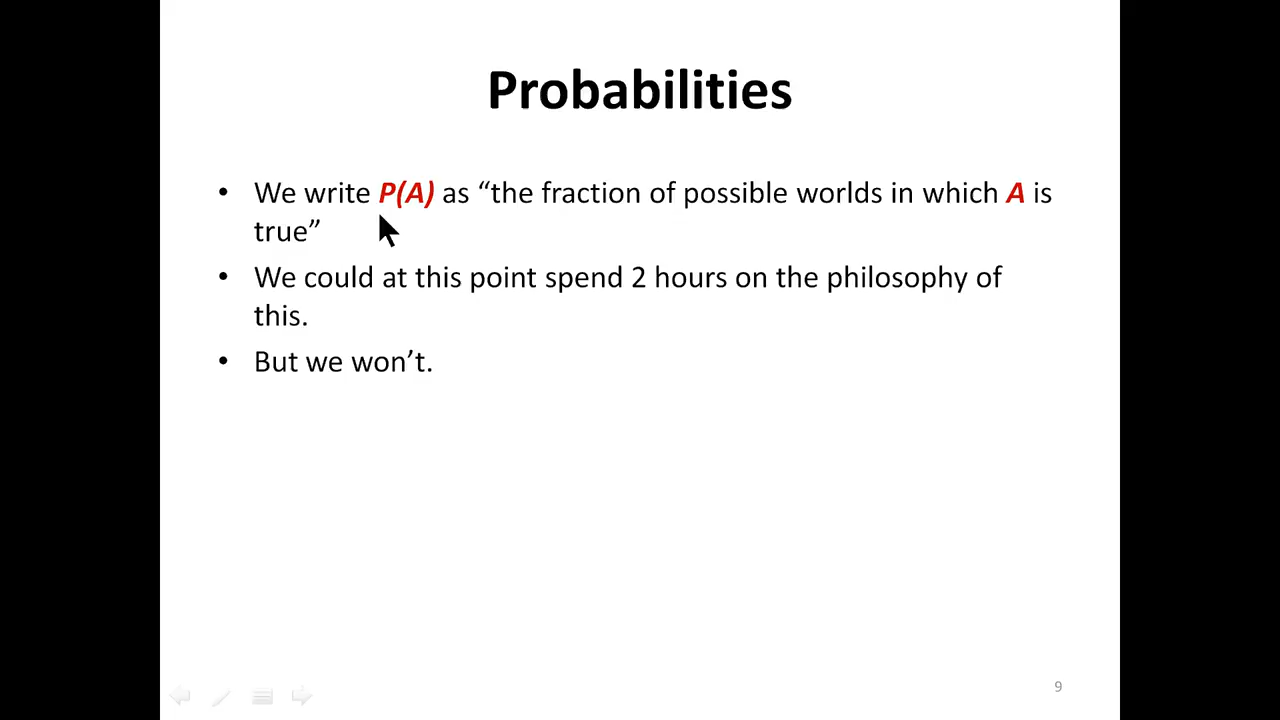 Probabilities
• We write P(A) as “the fraction of possible worlds in which A is
true”
• We could at this point spend 2 hours on the philosophy of
this.
• But we won’t.
9